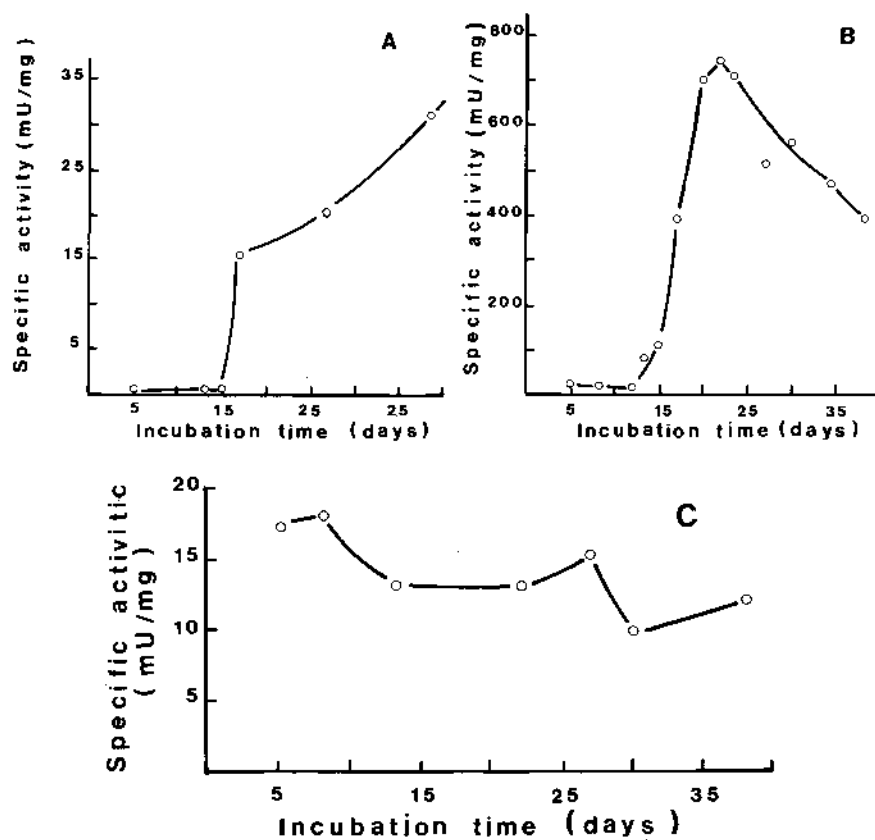 A
Specific activity (mU/mg)
35
25
15
5
5
15
25
25
Incubation time (days)
B
Specific activity (mU/mg)
800
600
400
200
5
15
25
35
Incubation time (days)
C
Specific activitic
(mU/mg)
20
15
10
5
5
15
25
35
Incubation time (days)